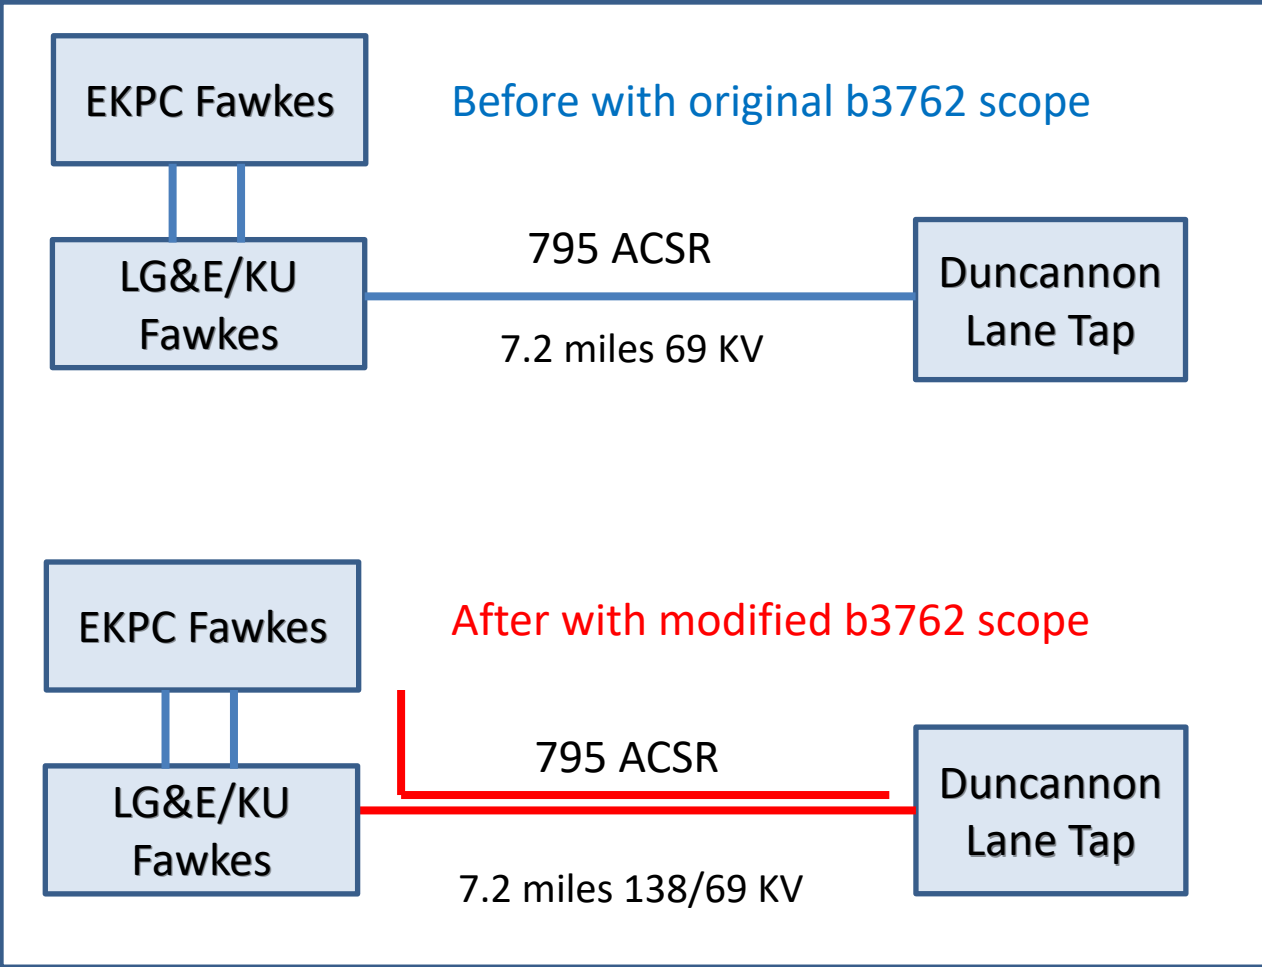 EKPC Fawkes
Before with original b3762 scope
LG&E/KU
Fawkes
795 ACSR
7.2 miles 69 KV
Duncannon
Lane Tap
EKPC Fawkes
After with modified b3762 scope
LG&E/KU
Fawkes
795 ACSR
7.2 miles 138/69 KV
Duncannon
Lane Tap